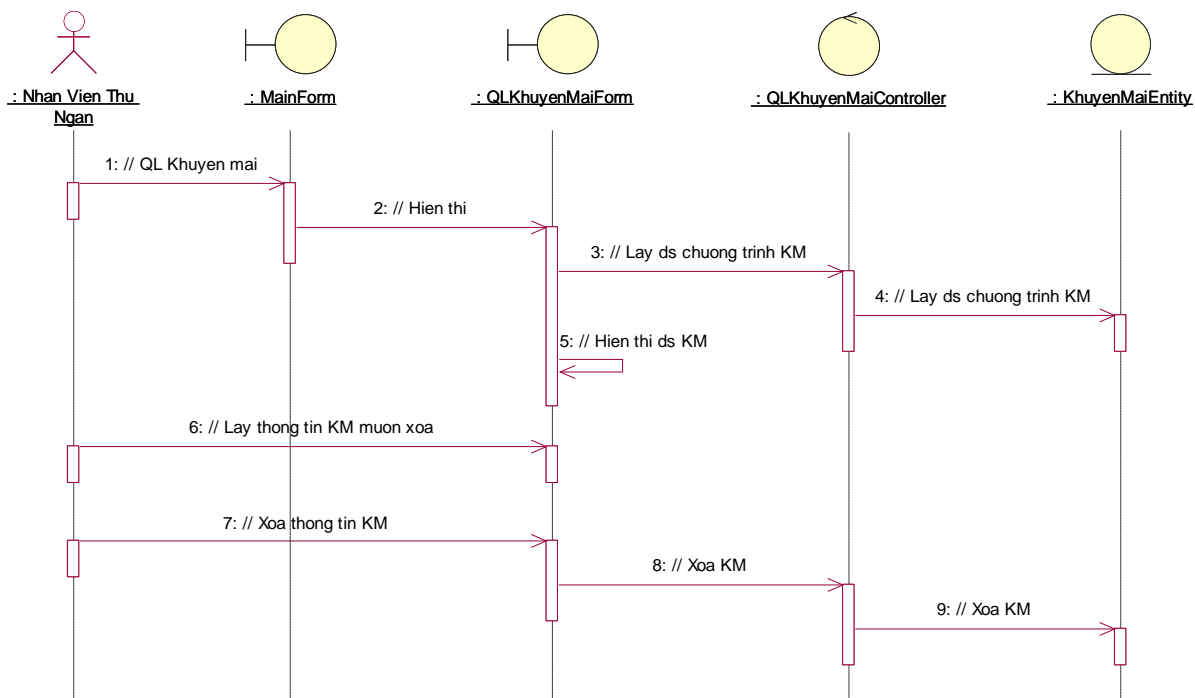 : Nhan Vien Thu
Ngan
: MainForm
: QLKhuyenMaiForm
: QLKhuyenMaiController
: KhuyenMaiEntity
1: // QL Khuyen mai
2: // Hien thi
3: // Lay ds chuong trinh KM
4: // Lay ds chuong trinh KM
5: // Hien thi ds KM
6: // Lay thong tin KM muon xoa
7: // Xoa thong tin KM
8: // Xoa KM
9: // Xoa KM